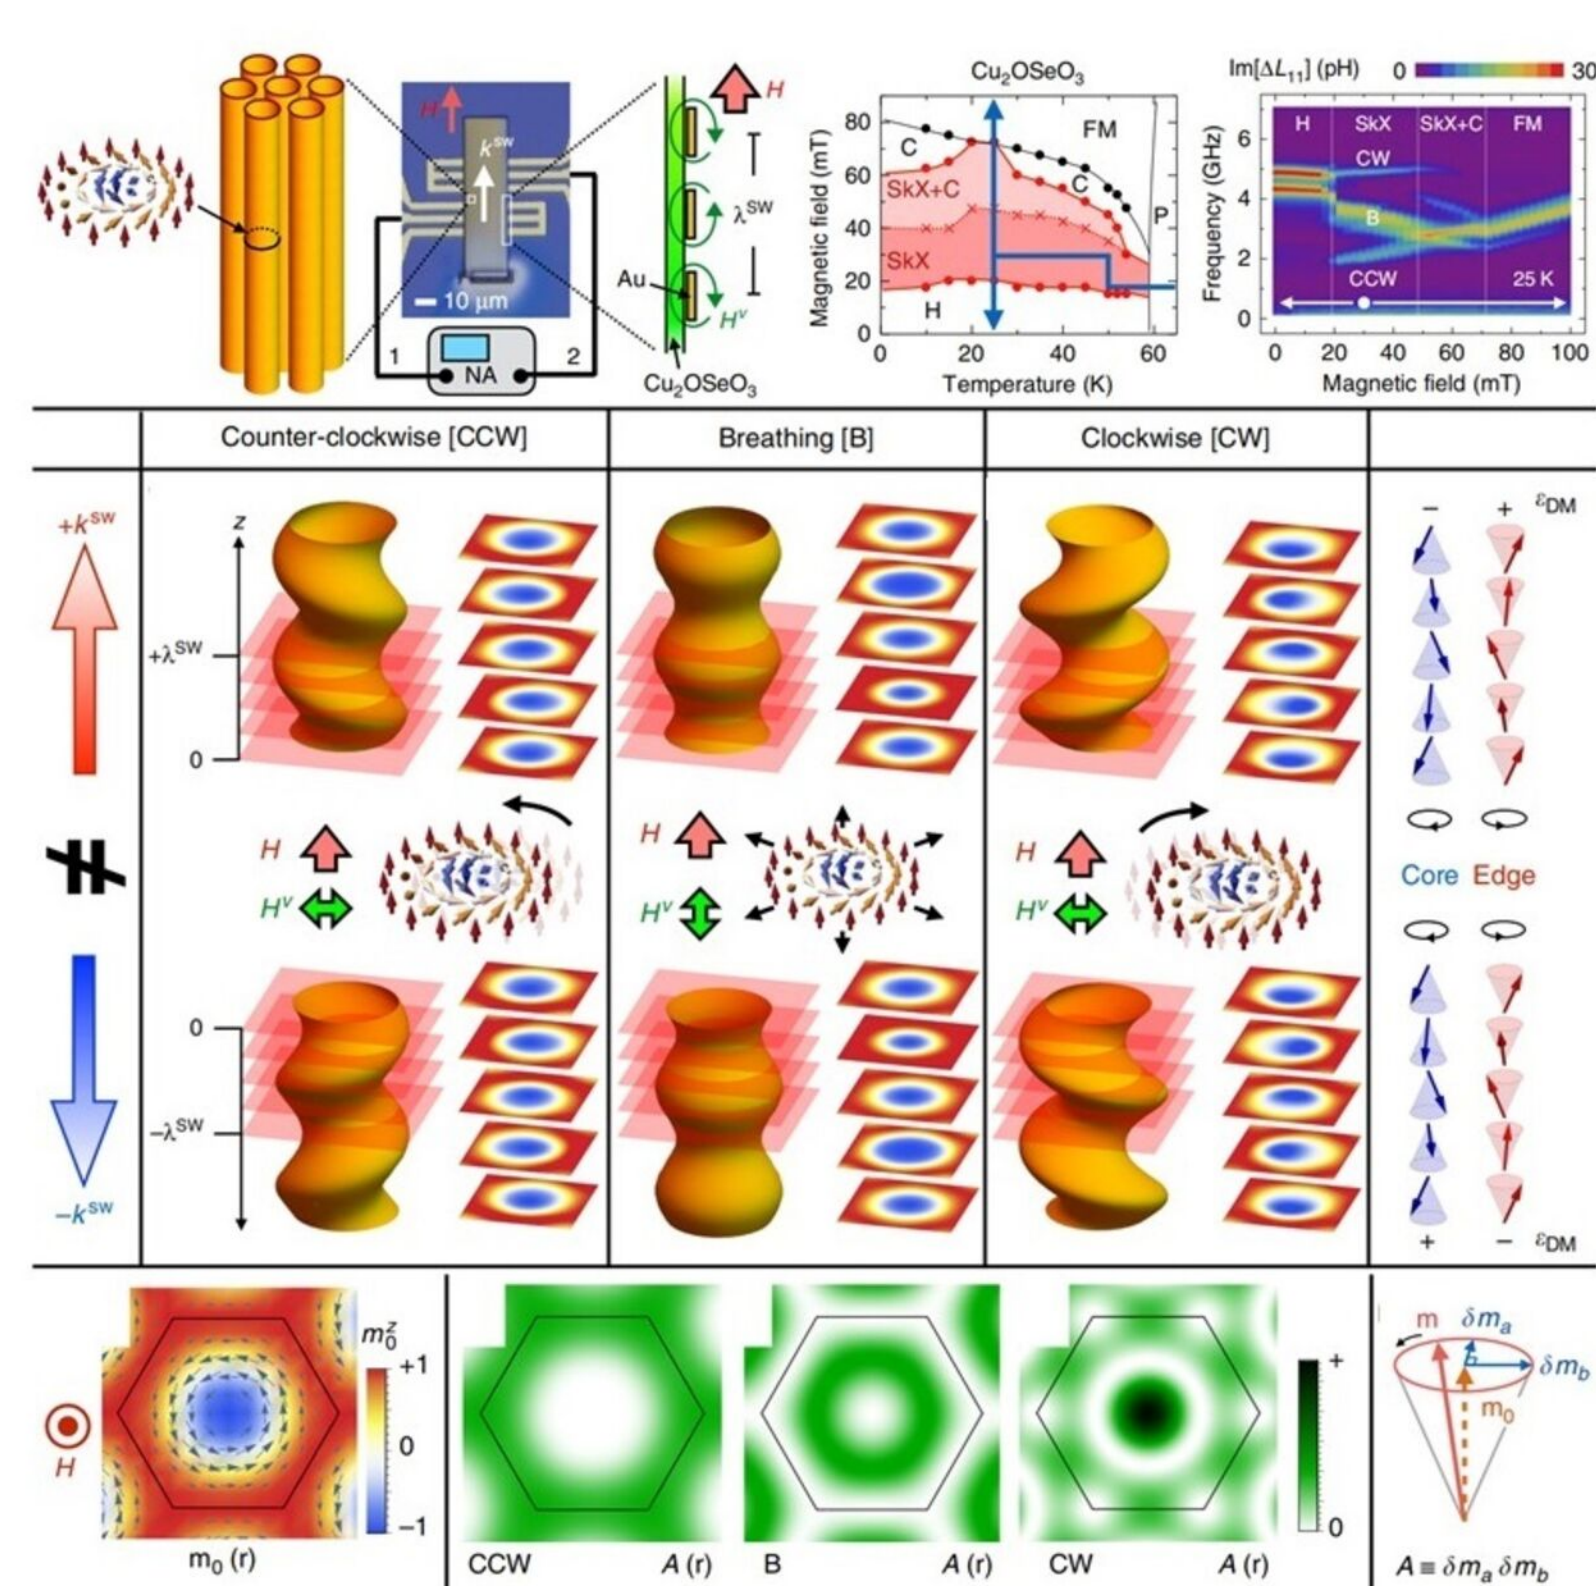 H
k^SW
10 μm
1
NA
2
H
λ^SW
Au
H^ν
Cu₂OSeO₃
Cu₂OSeO₃
Magnetic field (mT)
80
60
40
20
0
C
FM
SkX+C
C
P
SkX
H
0
20
40
60
Temperature (K)
Im[ΔL₁₁] (pH)
0
30
Frequency (GHz)
6
4
2
0
H
SkX
SkX+C
FM
CW
B
CCW
25 K
0
20
40
60
80
100
Magnetic field (mT)
Counter-clockwise [CCW]
Breathing [B]
Clockwise [CW]
+k^SW
z
+λ^SW
0
− + ε_DM
H
H^ν
H
H^ν
H
H^ν
Core Edge
0
−λ^SW
−k^SW
+ − ε_DM
H
m₀^z
+1
0
−1
m₀ (r)
CCW
A (r)
B
A (r)
CW
A (r)
+
0
m
δm_a
δm_b
m₀
A ≡ δm_a δm_b